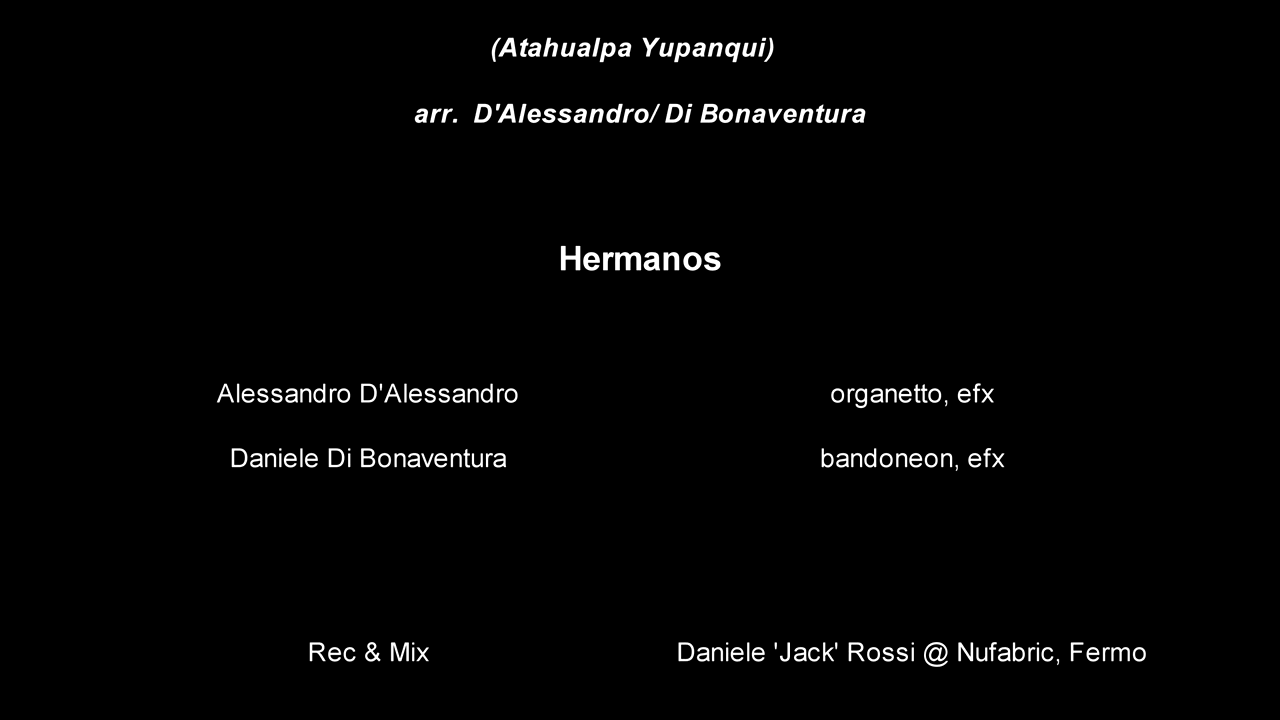 (Atahualpa Yupanqui)
arr.  D'Alessandro/ Di Bonaventura
Hermanos
Alessandro D'Alessandro organetto, efx
Daniele Di Bonaventura bandoneon, efx
Rec & Mix Daniele 'Jack' Rossi @ Nufabric, Fermo